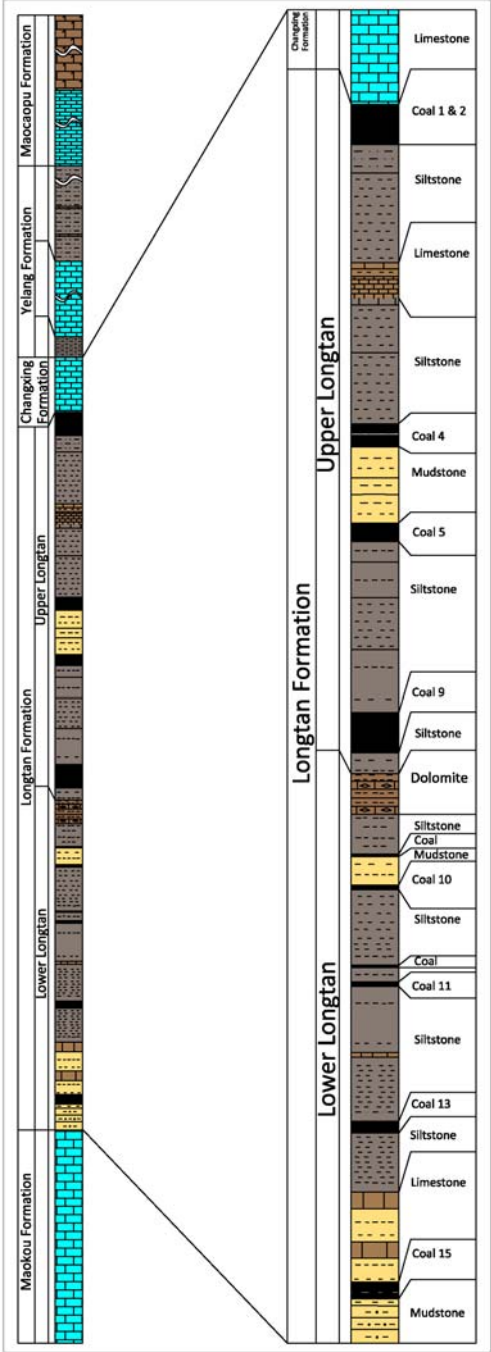 Maocaopu Formation
Yelang Formation
Changxing
Formation
Upper Longtan
Longtan Formation
Lower Longtan
Maokou Formation
Changxing
Formation
Upper Longtan
Longtan Formation
Lower Longtan
Limestone
Coal 1 & 2
Siltstone
Limestone
Siltstone
Coal 4
Mudstone
Coal 5
Siltstone
Coal 9
Siltstone
Dolomite
Siltstone
Coal
Mudstone
Coal 10
Siltstone
Coal
Coal 11
Siltstone
Coal 13
Siltstone
Limestone
Coal 15
Mudstone